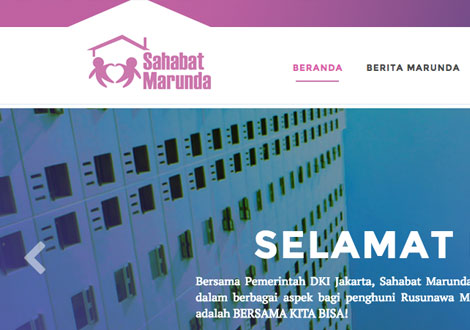 Sahabat
Marunda
BERANDA
BERITA MARUNDA
SELAMAT
Bersama Pemerintah DKI Jakarta, Sahabat Marunda
dalam berbagai aspek bagi penghuni Rusunawa M
adalah BERSAMA KITA BISA!